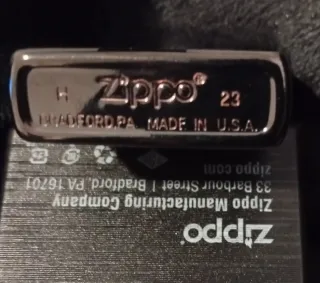 H Zippo® 23
BRADFORD.PA. MADE IN U.S.A.
zippo
Zippo Manufacturing Company
33 Barbour Street | Bradford, PA 16701
zippo.com